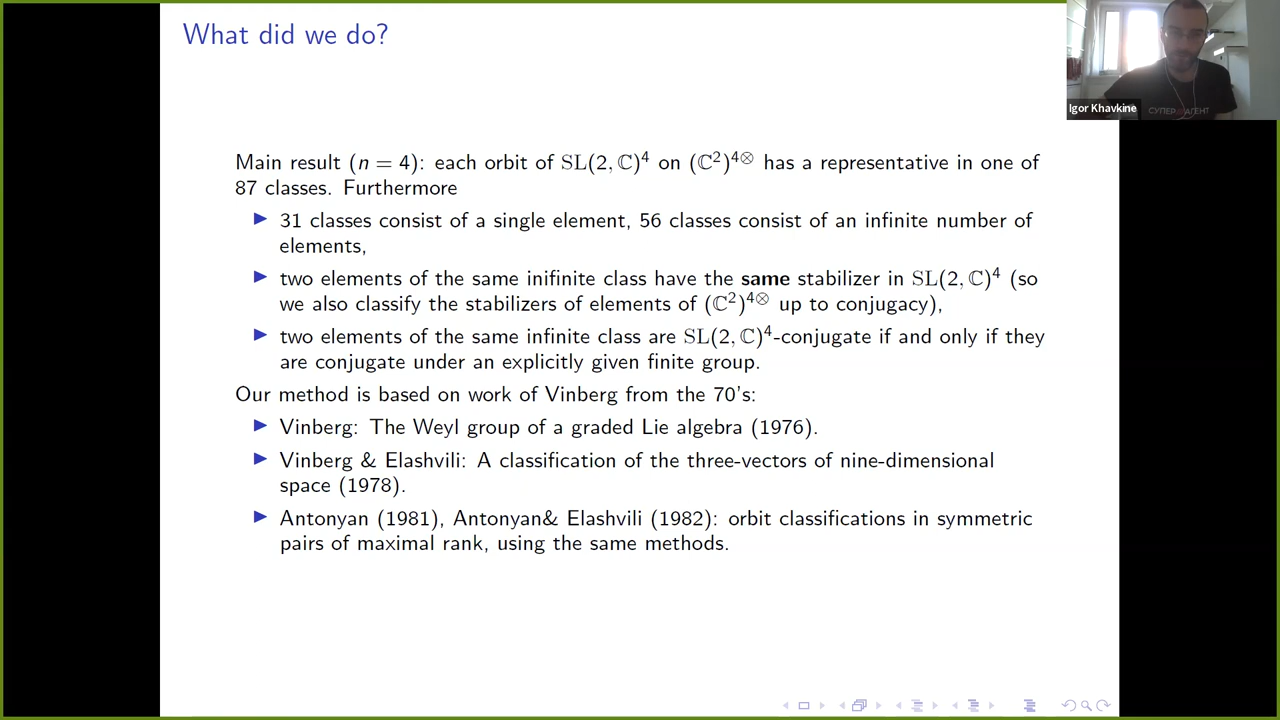 What did we do?
Igor Khavkine
СУПЕР АГЕНТ
Main result (n = 4): each orbit of SL(2, ℂ)⁴ on (ℂ²)⁴⊗ has a representative in one of
87 classes. Furthermore
▶ 31 classes consist of a single element, 56 classes consist of an infinite number of
elements,
▶ two elements of the same inifinite class have the same stabilizer in SL(2, ℂ)⁴ (so
we also classify the stabilizers of elements of (ℂ²)⁴⊗ up to conjugacy),
▶ two elements of the same infinite class are SL(2, ℂ)⁴-conjugate if and only if they
are conjugate under an explicitly given finite group.
Our method is based on work of Vinberg from the 70's:
▶ Vinberg: The Weyl group of a graded Lie algebra (1976).
▶ Vinberg & Elashvili: A classification of the three-vectors of nine-dimensional
space (1978).
▶ Antonyan (1981), Antonyan& Elashvili (1982): orbit classifications in symmetric
pairs of maximal rank, using the same methods.